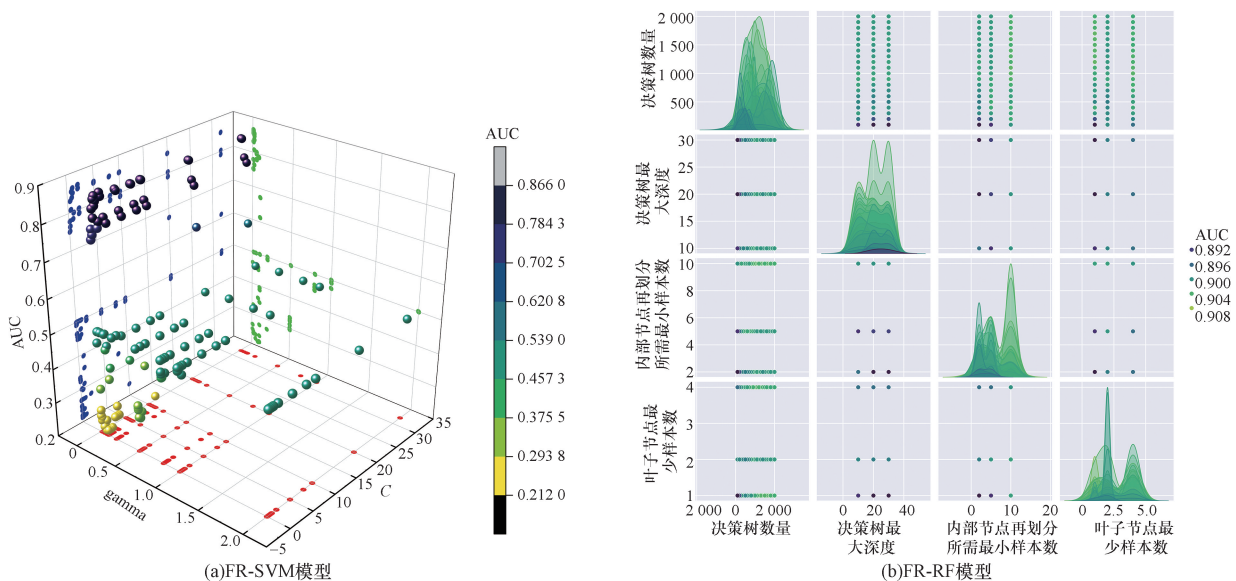 AUC
0.866 0
0.784 3
0.702 5
0.620 8
0.539 0
0.457 3
0.375 5
0.293 8
0.212 0
0.9
0.8
0.7
0.6
0.5
0.4
0.3
0.2
AUC
0
0.5
1.0
1.5
2.0
gamma
-5
0
5
10
15
20
25
30
35
C
(a)FR-SVM模型
2 000
1 500
1 000
500
决策树数量
30
25
20
15
10
决策树最
大深度
10
8
6
4
2
内部节点再划分
所需最小样本数
4
3
2
1
叶子节点最
少样本数
2 000 0 2 000
决策树数量
0 20 40
决策树最
大深度
0 10 20
内部节点再划分
所需最小样本数
0 2.5 5.0
叶子节点最
少样本数
AUC
0.892
0.896
0.900
0.904
0.908
(b)FR-RF模型